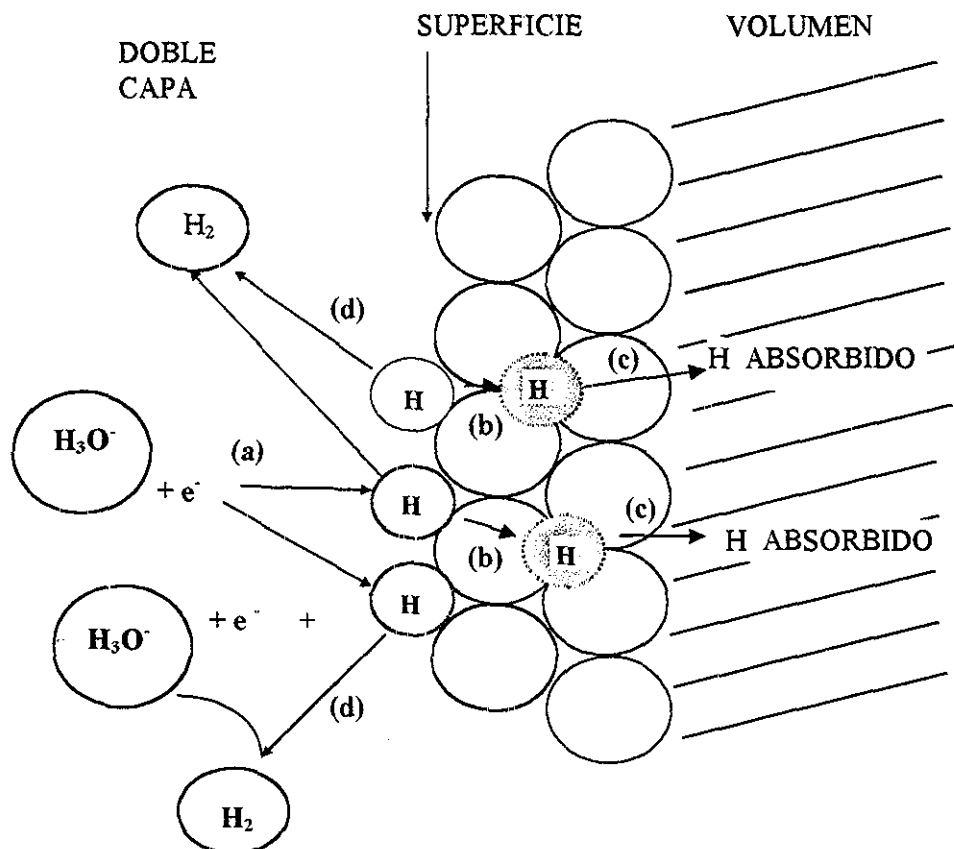 SUPERFICIE
VOLUMEN
DOBLE
CAPA
H₂
(d)
(c)
H ABSORBIDO
H
H
(b)
H₃O⁻
(a)
+ e⁻
H
(c)
H ABSORBIDO
(b)
H
H
H₃O⁻
+ e⁻ +
(d)
H₂